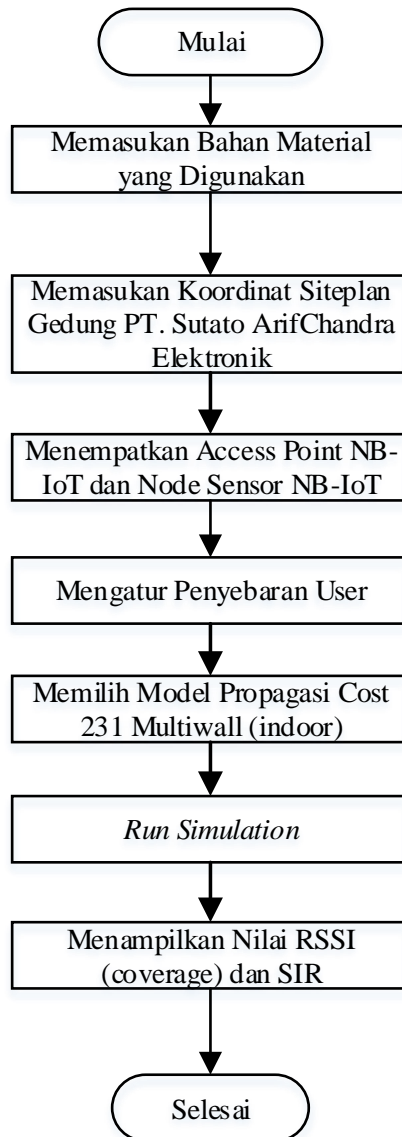 Mulai
Memasukan Bahan Material
yang Digunakan
Memasukan Koordinat Siteplan
Gedung PT. Sutato ArifChandra
Elektronik
Menempatkan Access Point NB-
IoT dan Node Sensor NB-IoT
Mengatur Penyebaran User
Memilih Model Propagasi Cost
231 Multiwall (indoor)
Run Simulation
Menampilkan Nilai RSSI
(coverage) dan SIR
Selesai